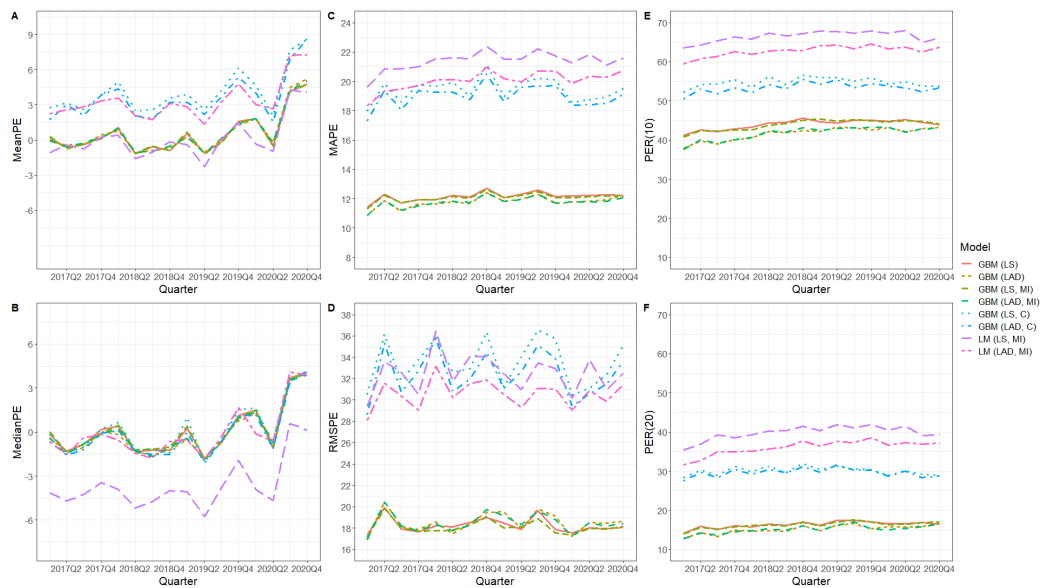 A
MeanPE
9
6
3
0
-3
-6
2017Q2 2017Q4 2018Q2 2018Q4 2019Q2 2019Q4 2020Q2 2020Q4
Quarter
C
MAPE
24
22
20
18
16
14
12
10
8
2017Q2 2017Q4 2018Q2 2018Q4 2019Q2 2019Q4 2020Q2 2020Q4
Quarter
E
PER(10)
70
60
50
40
30
20
10
2017Q2 2017Q4 2018Q2 2018Q4 2019Q2 2019Q4 2020Q2 2020Q4
Quarter
B
MedianPE
6
3
0
-3
-6
2017Q2 2017Q4 2018Q2 2018Q4 2019Q2 2019Q4 2020Q2 2020Q4
Quarter
D
RMSPE
38
36
34
32
30
28
26
24
22
20
18
16
2017Q2 2017Q4 2018Q2 2018Q4 2019Q2 2019Q4 2020Q2 2020Q4
Quarter
F
PER(20)
70
60
50
40
30
20
10
2017Q2 2017Q4 2018Q2 2018Q4 2019Q2 2019Q4 2020Q2 2020Q4
Quarter
Model
GBM (LS)
GBM (LAD)
GBM (LS, MI)
GBM (LAD, MI)
GBM (LS, C)
GBM (LAD, C)
LM (LS, MI)
LM (LAD, MI)